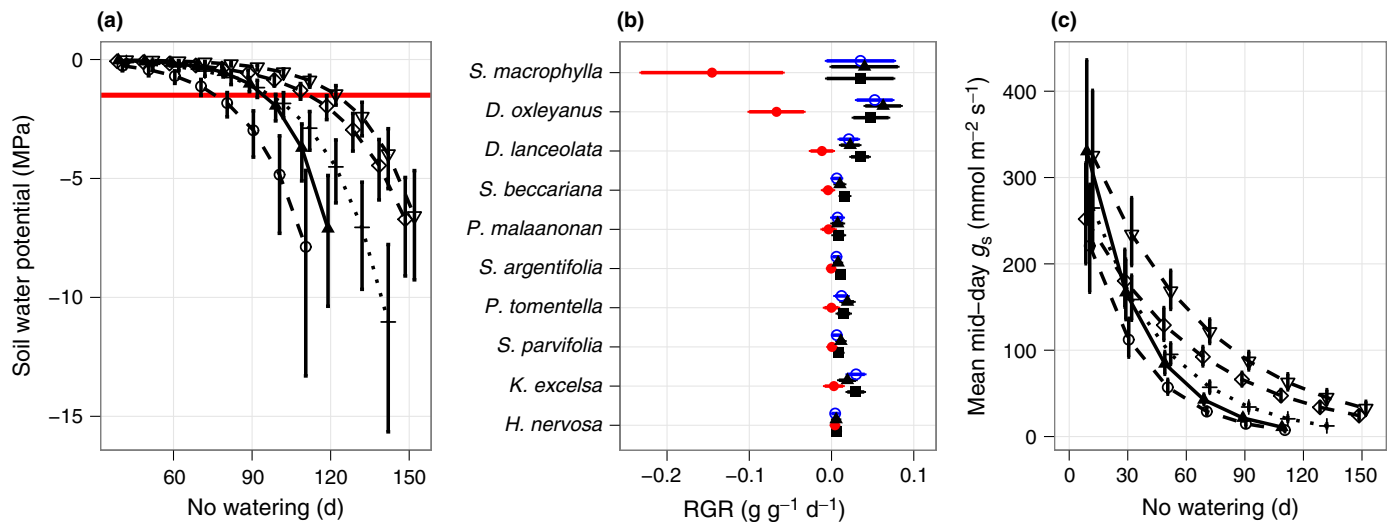 (a)
Soil water potential (MPa)
0
−5
−10
−15
60
90
120
150
No watering (d)
(b)
S. macrophylla
D. oxleyanus
D. lanceolata
S. beccariana
P. malaanonan
S. argentifolia
P. tomentella
S. parvifolia
K. excelsa
H. nervosa
−0.2
−0.1
0.0
0.1
RGR (g g⁻¹ d⁻¹)
(c)
Mean mid−day gₛ (mmol m⁻² s⁻¹)
400
300
200
100
0
0
30
60
90
120
150
No watering (d)